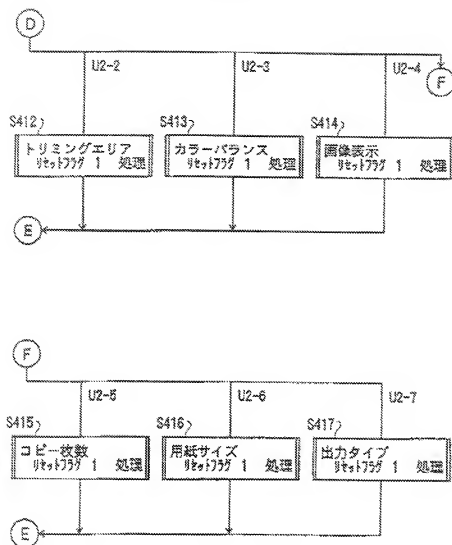 D
U2-2
U2-3
U2-4
F
S412
S413
S414
トリミングエリア
リセットフラグ 1 処理
カラーバランス
リセットフラグ 1 処理
画像表示
リセットフラグ 1 処理
E
F
U2-5
U2-6
U2-7
S415
S416
S417
コピー枚数
リセットフラグ 1 処理
用紙サイズ
リセットフラグ 1 処理
出力タイプ
リセットフラグ 1 処理
E